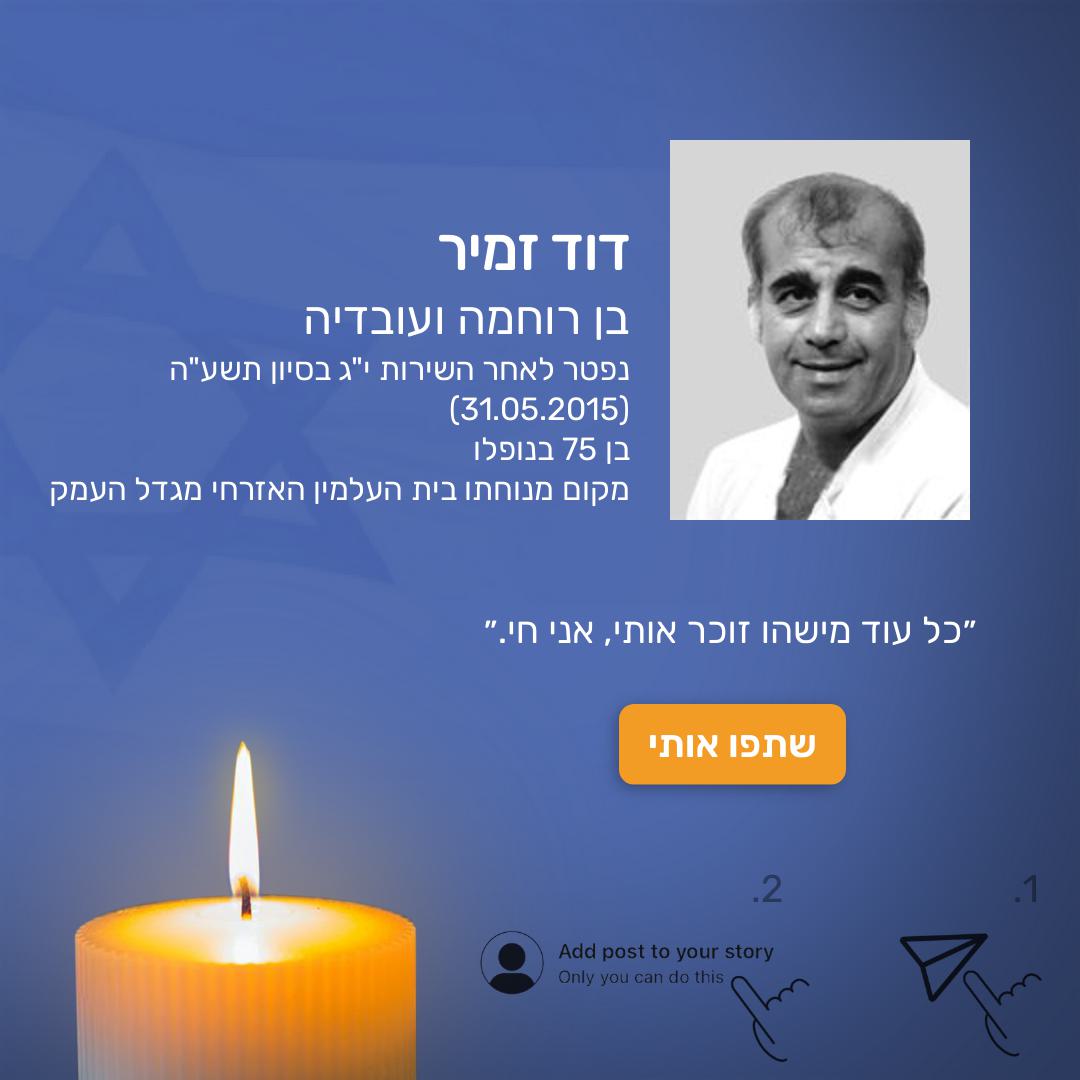 דוד זמיר
בן רוחמה ועובדיה
נפטר לאחר השירות י"ג בסיון תשע"ה
(31.05.2015)
בן 75 בנופלו
מקום מנוחתו בית העלמין האזרחי מגדל העמק
״כל עוד מישהו זוכר אותי, אני חי.״
שתפו אותי
1.
2.
Add post to your story
Only you can do this